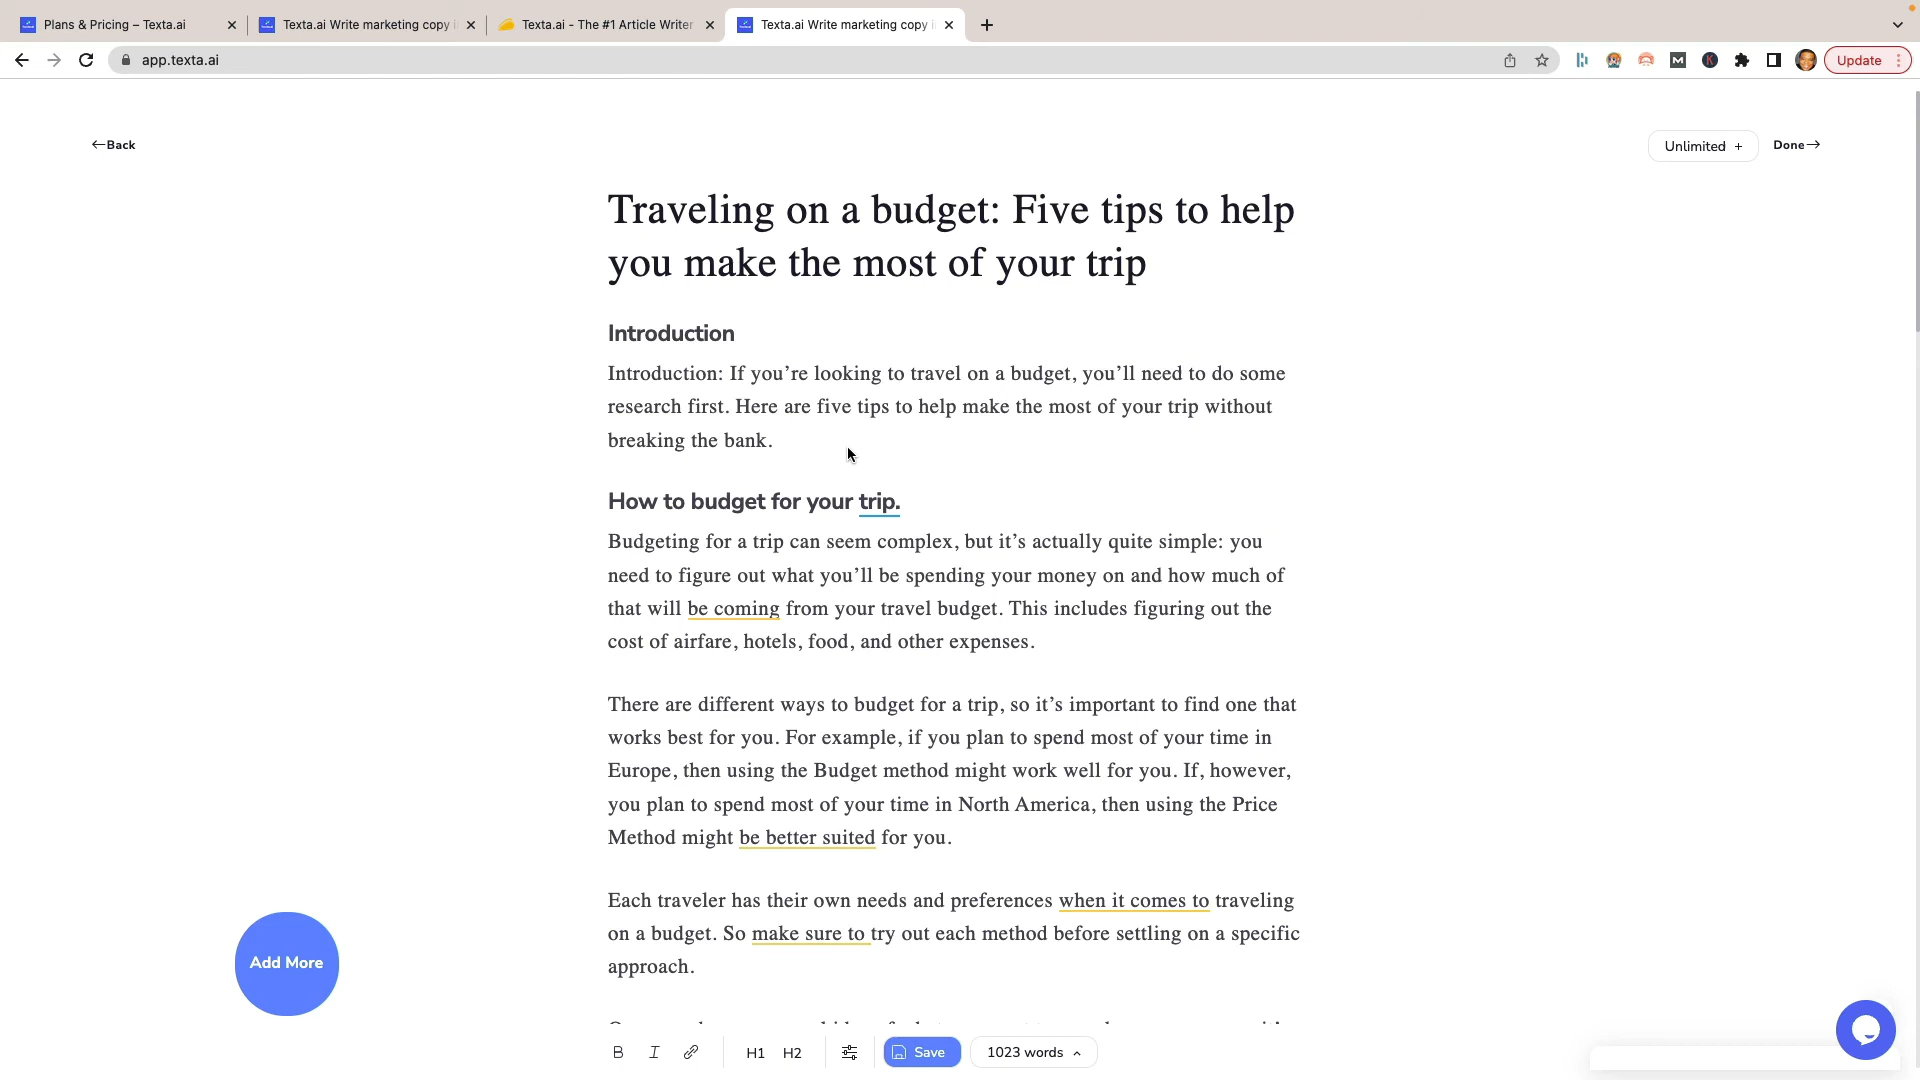 Plans & Pricing – Texta.ai
Texta.ai Write marketing copy i
Texta.ai - The #1 Article Writer
Texta.ai Write marketing copy i
app.texta.ai
Update
Back
Unlimited +
Done
Traveling on a budget: Five tips to help
you make the most of your trip
Introduction
Introduction: If you’re looking to travel on a budget, you’ll need to do some
research first. Here are five tips to help make the most of your trip without
breaking the bank.
How to budget for your trip.
Budgeting for a trip can seem complex, but it’s actually quite simple: you
need to figure out what you’ll be spending your money on and how much of
that will be coming from your travel budget. This includes figuring out the
cost of airfare, hotels, food, and other expenses.
There are different ways to budget for a trip, so it’s important to find one that
works best for you. For example, if you plan to spend most of your time in
Europe, then using the Budget method might work well for you. If, however,
you plan to spend most of your time in North America, then using the Price
Method might be better suited for you.
Each traveler has their own needs and preferences when it comes to traveling
on a budget. So make sure to try out each method before settling on a specific
approach.
Add More
B I H1 H2 Save 1023 words